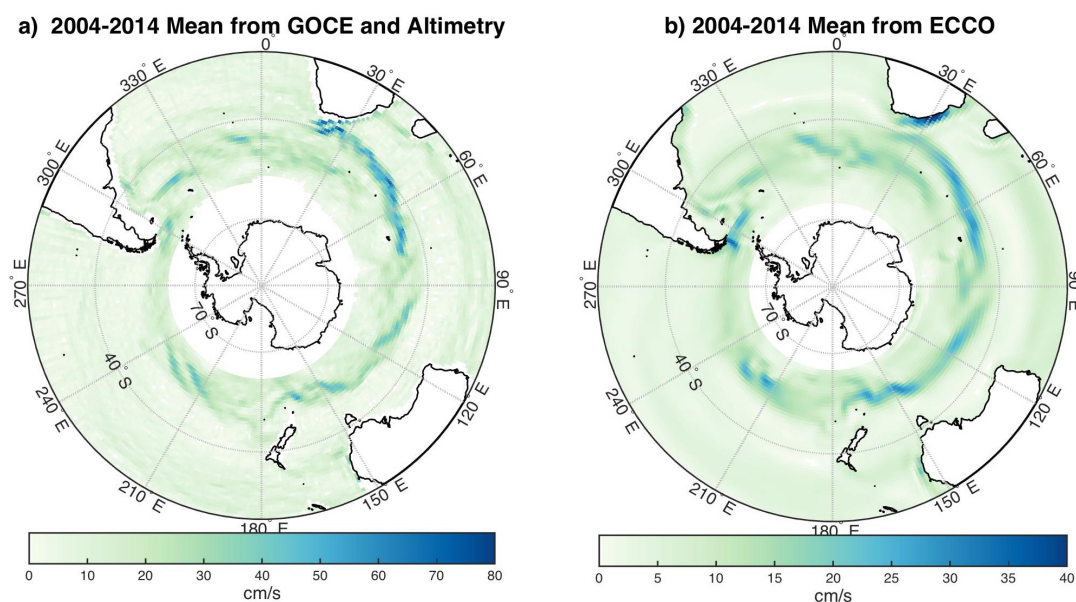 a) 2004-2014 Mean from GOCE and Altimetry
b) 2004-2014 Mean from ECCO
0°
30° E
60° E
90° E
120° E
150° E
180° E
210° E
240° E
270° E
300° E
330° E
70° S
40° S
0 10 20 30 40 50 60 70 80
cm/s
0°
30° E
60° E
90
120° E
150° E
180° E
210° E
240° E
270° E
300° E
330° E
70° S
40° S
0 5 10 15 20 25 30 35 40
cm/s